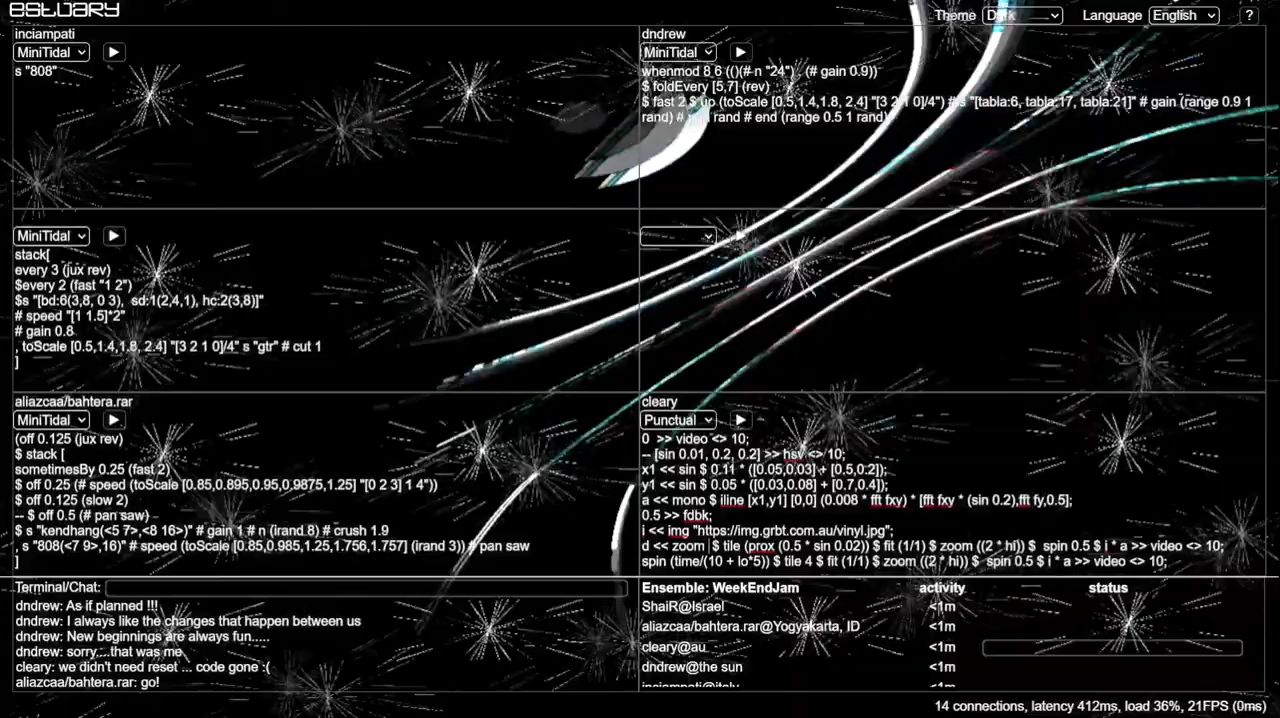 estuary
Theme Dark Language English ?
inciampati
MiniTidal
s "808"
dndrew
MiniTidal
whenmod 8 6 (()(# n "24") . (# gain 0.9))
$ foldEvery [5,7] (rev)
$ fast 2 $ up (toScale [0.5,1.4,1.8, 2.4] "[3 2 1 0]/4") # s "[tabla:6, tabla:17, tabla:21]" # gain (range 0.9 1
rand) # rand # end (range 0.5 1 rand)
MiniTidal
stack[
every 3 (jux rev)
$every 2 (fast "1 2")
$s "[bd:6(3,8, 0 3),  sd:1(2,4,1), hc:2(3,8)]"
# speed "[1 1.5]*2"
# gain 0.8
, toScale [0.5,1.4,1.8, 2.4] "[3 2 1 0]/4" s "gtr" # cut 1
]
aliazcaa/bahtera.rar
MiniTidal
(off 0.125 (jux rev)
$ stack [
sometimesBy 0.25 (fast 2)
$ off 0.25 (# speed (toScale [0.85,0.895,0.95,0.9875,1.25] "[0 2 3] 1 4"))
$ off 0.125 (slow 2)
-- $ off 0.5 (# pan saw)
$ s "kendhang(<5 7>,<8 16>)" # gain 1 # n (irand 8) # crush 1.9
, s "808(<7 9>,16)" # speed (toScale [0.85,0.985,1.25,1.756,1.757] (irand 3)) # pan saw
]
cleary
Punctual
0  >> video <> 10;
-- [sin 0.01, 0.2, 0.2] >> hsv <> 10;
x1 << sin $ 0.11 * ([0.05,0.03] + [0.5,0.2]);
y1 << sin $ 0.05 * ([0.03,0.08] + [0.7,0.4]);
a << mono $ iline [x1,y1] [0,0] (0.008 * fft fxy) * [fft fxy * (sin 0.2),fft fy,0.5];
0.5 >> fdbk;
i << img "https://img.grbt.com.au/vinyl.jpg";
d << zoom $ tile (prox (0.5 * sin 0.02)) $ fit (1/1) $ zoom ((2 * hi)) $  spin 0.5 $ i * a >> video <> 10;
spin (time/(10 + lo*5)) $ tile 4 $ fit (1/1) $ zoom ((2 * hi)) $  spin 0.5 $ i * a >> video <> 10;
Terminal/Chat:
dndrew: As if planned !!!
dndrew: I always like the changes that happen between us
dndrew: New beginnings are always fun.....
dndrew: sorry....that was me
cleary: we didn't need reset ... code gone :(
aliazcaa/bahtera.rar: go!
Ensemble: WeekEndJam activity status
ShaiR@Israel <1m
aliazcaa/bahtera.rar@Yogyakarta, ID <1m
cleary@au <1m
dndrew@the sun <1m
inciampati@italy <1m
14 connections, latency 412ms, load 36%, 21FPS (0ms)